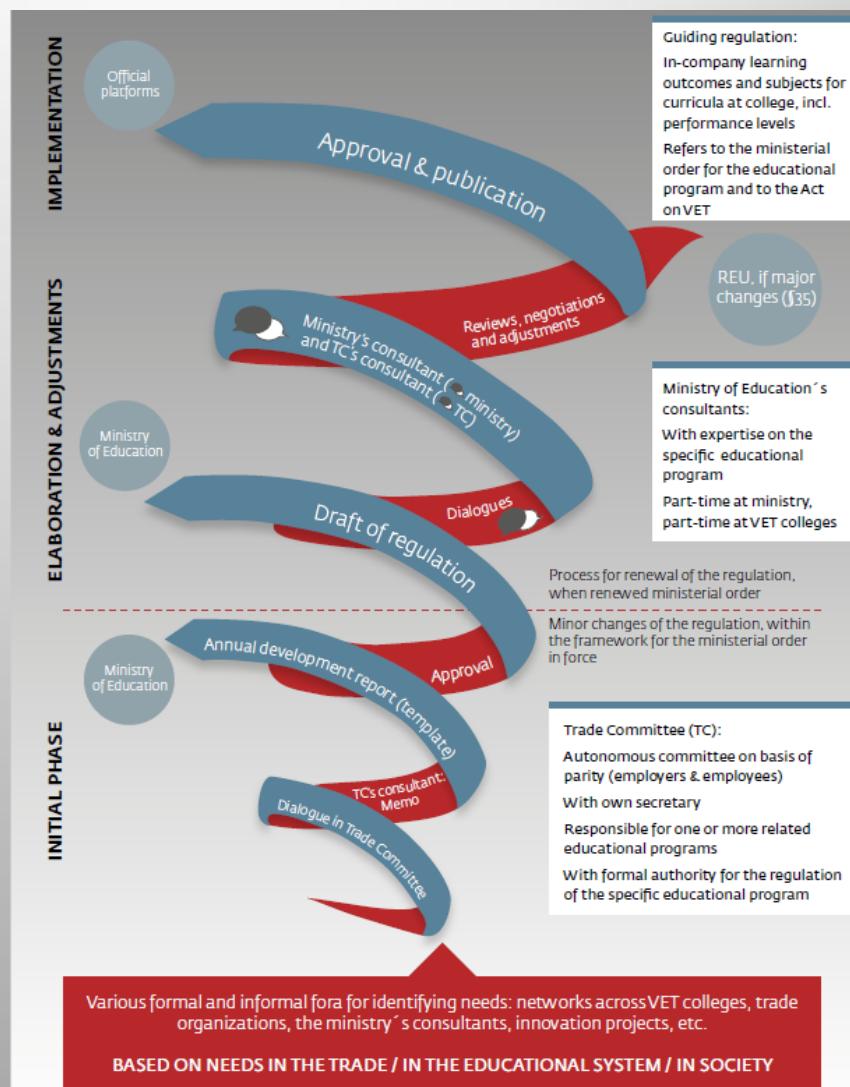 IMPLEMENTATION
Official
platforms
Approval & publication
Guiding regulation:
In-company learning
outcomes and subjects for
curricula at college, incl.
performance levels
Refers to the ministerial
order for the educational
program and to the Act
on VET
REU, if major
changes (§35)
Reviews, negotiations
and adjustments
ELABORATION & ADJUSTMENTS
Ministry's consultant ( ministry)
and TC's consultant ( TC)
Ministry of Education´s
consultants:
With expertise on the
specific educational
program
Part-time at ministry,
part-time at VET colleges
Ministry
of Education
Dialogues
Draft of regulation
Process for renewal of the regulation,
when renewed ministerial order
Minor changes of the regulation, within
the framework for the ministerial order
in force
INITIAL PHASE
Ministry
of Education
Approval
Annual development report (template)
TC's consultant:
Memo
Dialogue in Trade Committee
Trade Committee (TC):
Autonomous committee on basis of
parity (employers & employees)
With own secretary
Responsible for one or more related
educational programs
With formal authority for the regulation
of the specific educational program
Various formal and informal fora for identifying needs: networks across VET colleges, trade
organizations, the ministry´s consultants, innovation projects, etc.
BASED ON NEEDS IN THE TRADE / IN THE EDUCATIONAL SYSTEM / IN SOCIETY